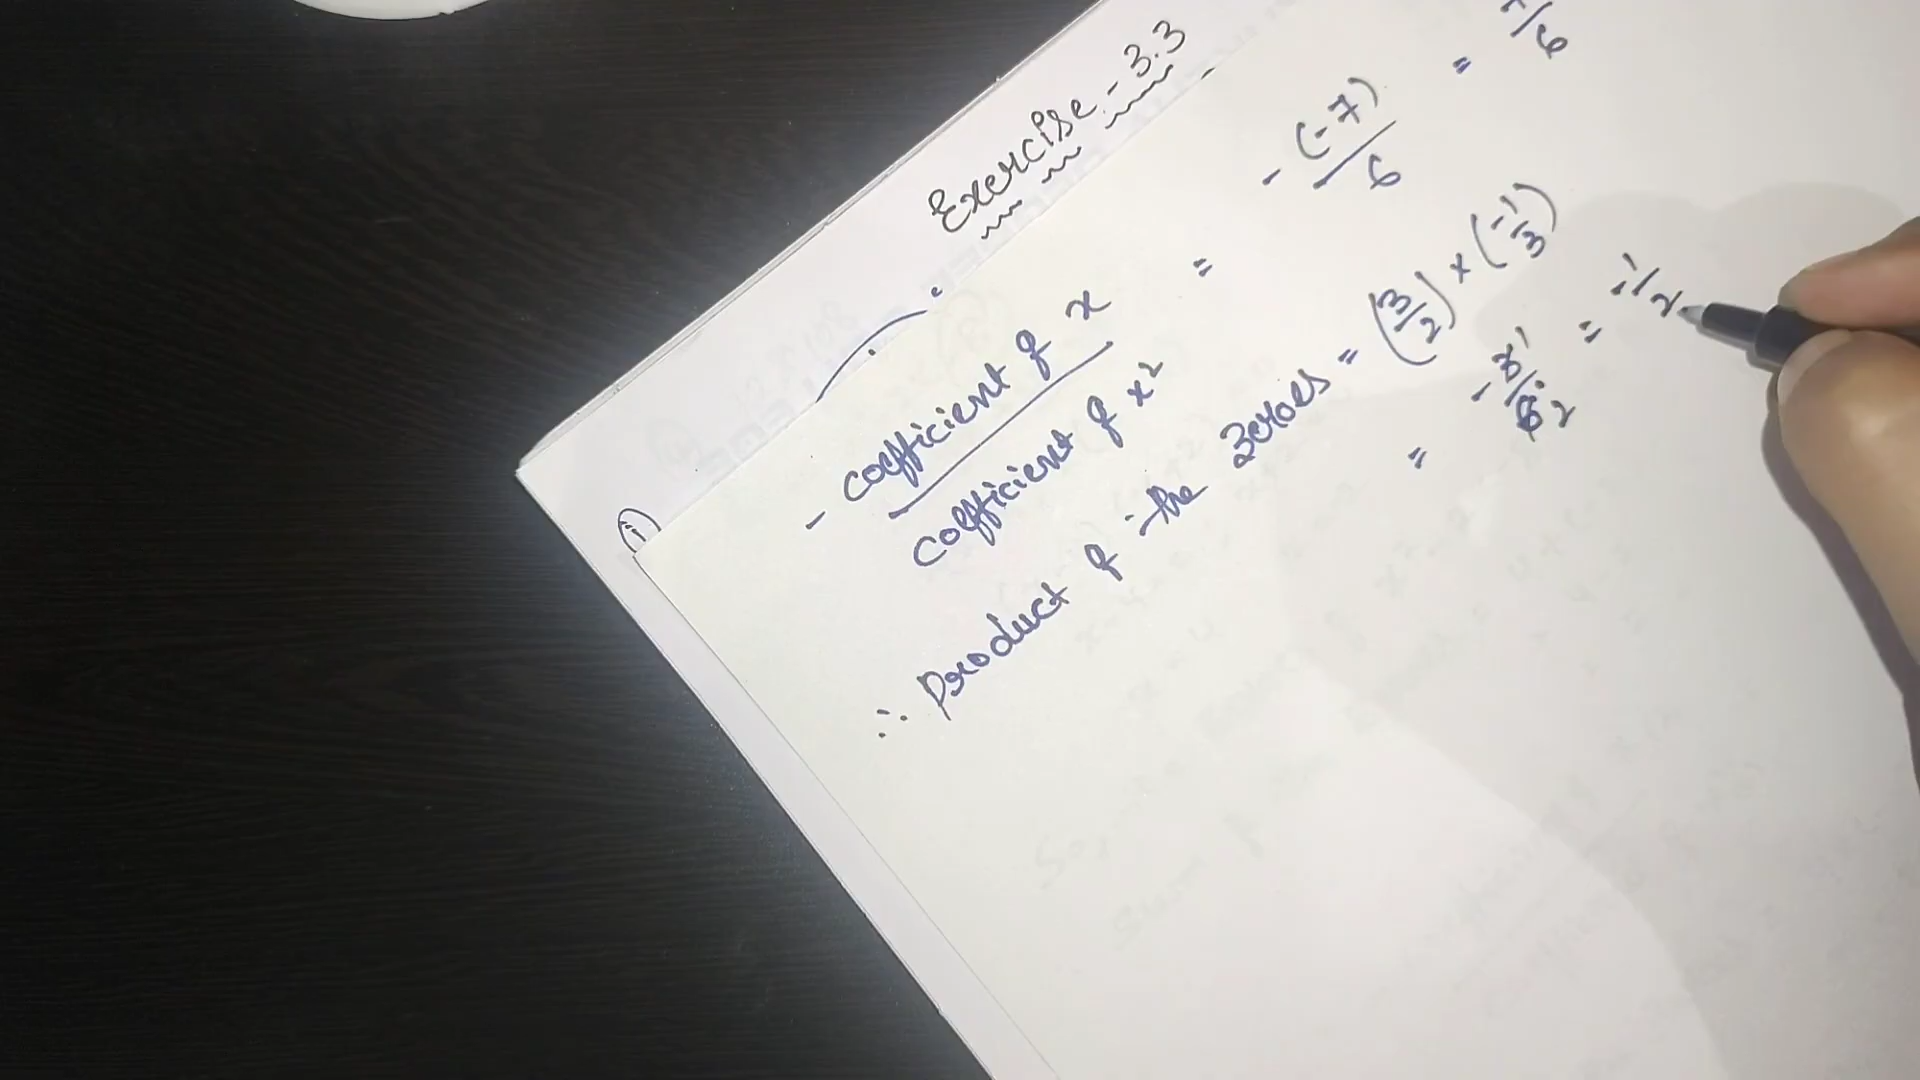 Exercise - 3.3
(i)
- coefficient of x / coefficient of x² = - (-7)/6 = 7/6
∴ Product of the zeroes = (3/2) × (-1/3)
= -3/6 = -1/2